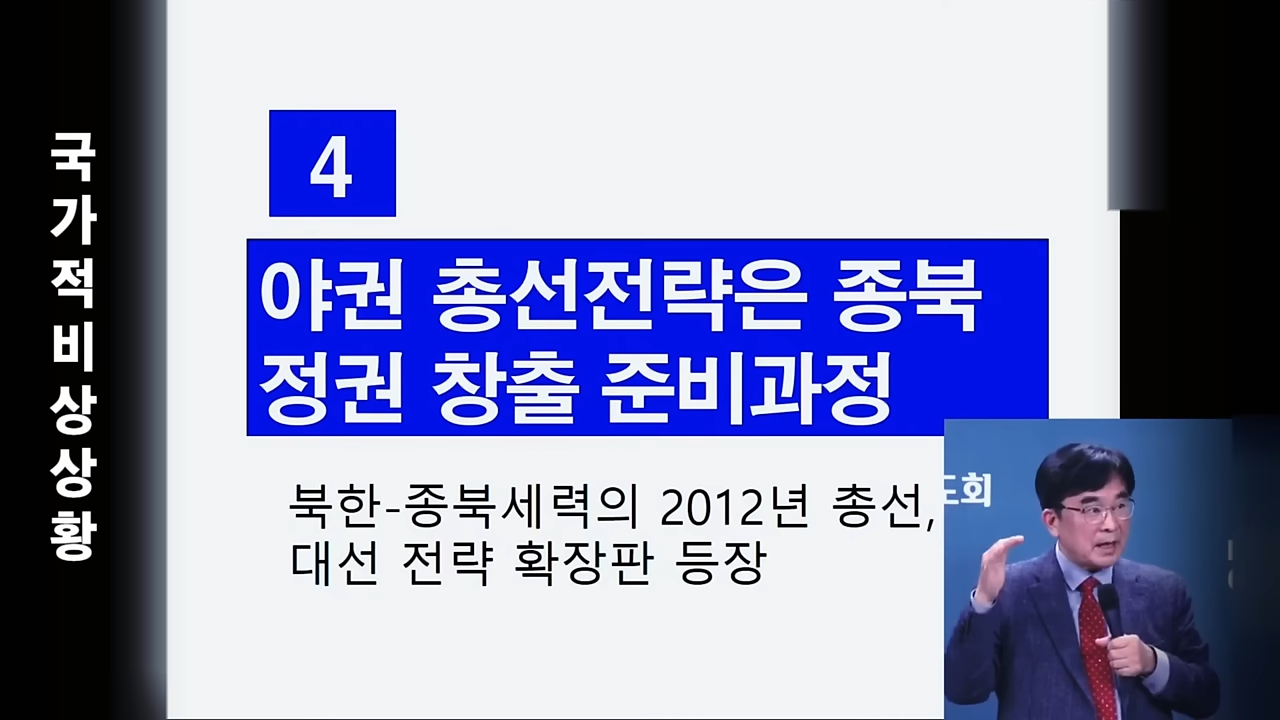 국가적비상상황
4
야권 총선전략은 종북
정권 창출 준비과정
북한-종북세력의 2012년 총선,
대선 전략 확장판 등장
도회